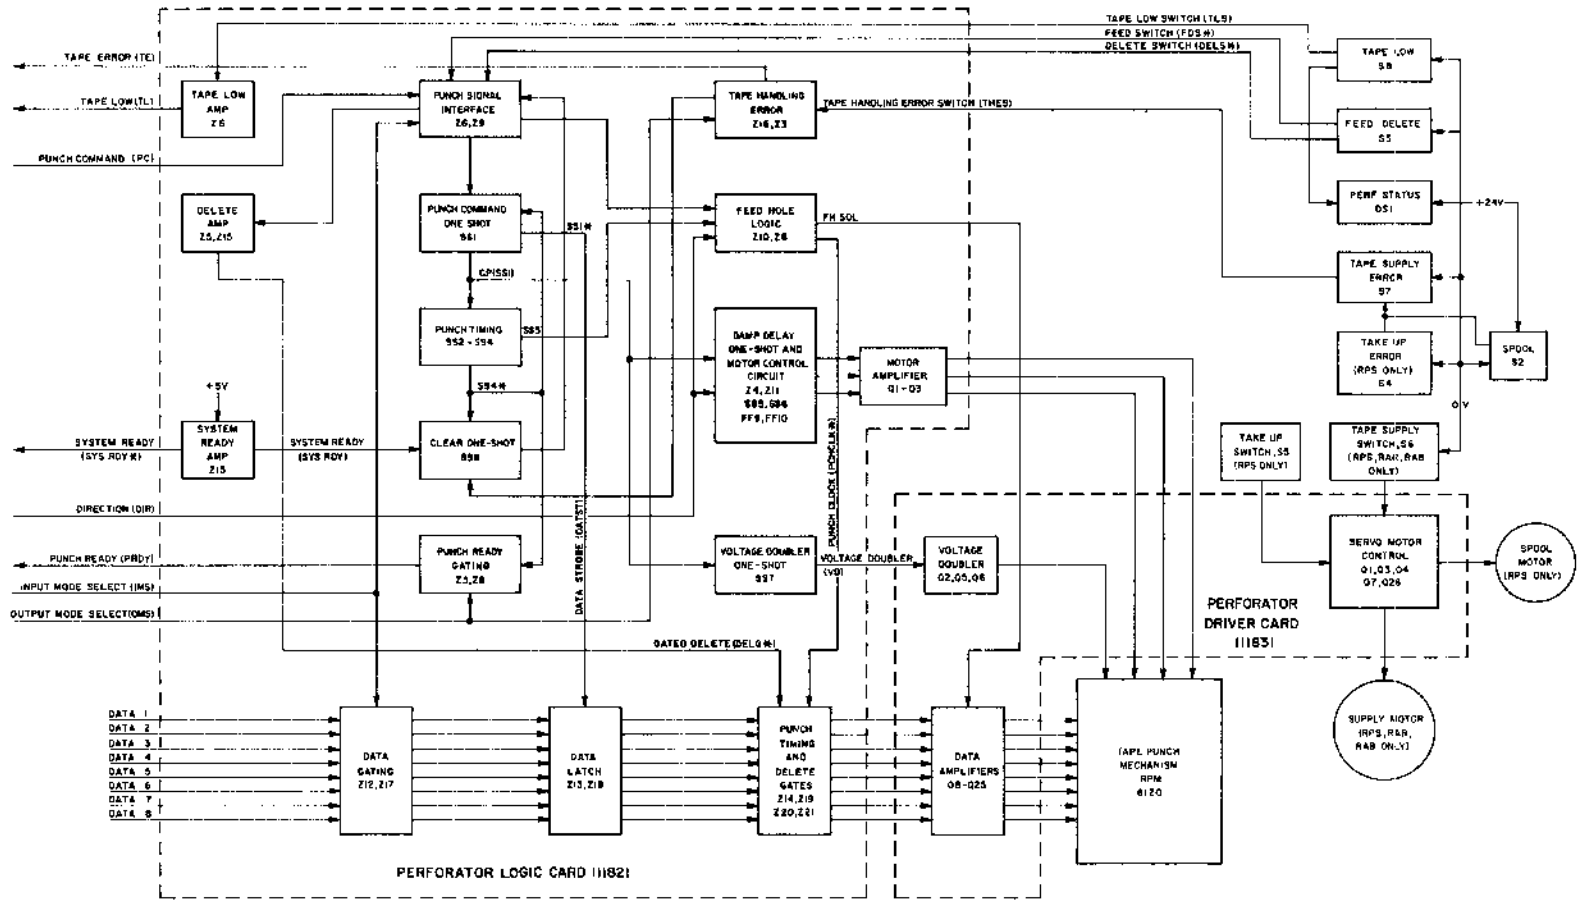 TAPE LOW SWITCH (TLS)
FEED SWITCH (FDS*)
DELETE SWITCH (DELS*)
TAPE ERROR (TE)
TAPE LOW (TL)
TAPE LOW
AMP
Z6
PUNCH SIGNAL
INTERFACE
Z6,Z9
TAPE HANDLING
ERROR
Z16,Z3
TAPE HANDLING ERROR SWITCH (THES)
TAPE LOW
S8
FEED DELETE
PUNCH COMMAND (PC)
DELETE
AMP
Z5,Z15
PUNCH COMMAND
ONE SHOT
SS1
SS1*
FEED HOLE
LOGIC
Z10,Z8
FH SOL
PERF STATUS
DS1
+24V
CP(SS1)
TAPE SUPPLY
ERROR
S7
PUNCH TIMING
SS2-SS4
DAMP DELAY
ONE-SHOT AND
MOTOR CONTROL
CIRCUIT
Z4,Z11
FF9,FF10
MOTOR
AMPLIFIER
Q1-Q3
TAKE UP
ERROR
(RPS ONLY)
S4
SPOOL
S2
0 V
SS4*
+5V
SYSTEM READY
(SYS RDY*)
SYSTEM
READY
AMP
Z15
SYSTEM READY
(SYS RDY)
CLEAR ONE-SHOT
SS8
PUNCH CLOCK (PCHCLK*)
TAKE UP
SWITCH, S5
(RPS ONLY)
TAPE SUPPLY
SWITCH, S6
(RPS, RAR, RAB
ONLY)
DIRECTION (DIR)
PUNCH READY (PRDY)
PUNCH READY
GATING
DATA STROBE (DATST)
VOLTAGE DOUBLER
ONE-SHOT
SS7
VOLTAGE DOUBLER
(VD)
VOLTAGE
DOUBLER
Q2,Q5,Q6
SERVO MOTOR
CONTROL
Q1,Q3,Q4
Q7,Q26
SPOOL
MOTOR
(RPS ONLY)
INPUT MODE SELECT (IMS)
OUTPUT MODE SELECT (OMS)
PERFORATOR
DRIVER CARD
111831
GATED DELETE (DELG*)
DATA 1
DATA 2
DATA 3
DATA 4
DATA 5
DATA 6
DATA 7
DATA 8
DATA
GATING
Z12,Z17
DATA
LATCH
Z13,Z18
PUNCH
TIMING
AND
DELETE
GATES
Z14,Z19
Z20,Z21
DATA
AMPLIFIERS
Q8-Q25
TAPE PUNCH
MECHANISM
RPM
6120
SUPPLY MOTOR
(RPS, RAR,
RAB ONLY)
PERFORATOR LOGIC CARD 111821